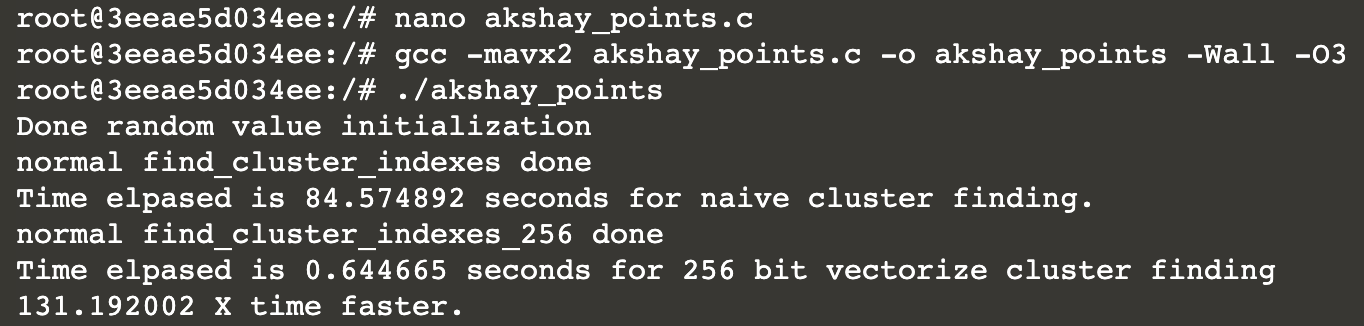 root@3eeae5d034ee:/# nano akshay_points.c
root@3eeae5d034ee:/# gcc -mavx2 akshay_points.c -o akshay_points -Wall -O3
root@3eeae5d034ee:/# ./akshay_points
Done random value initialization
normal find_cluster_indexes done
Time elpased is 84.574892 seconds for naive cluster finding.
normal find_cluster_indexes_256 done
Time elpased is 0.644665 seconds for 256 bit vectorize cluster finding
131.192002 X time faster.